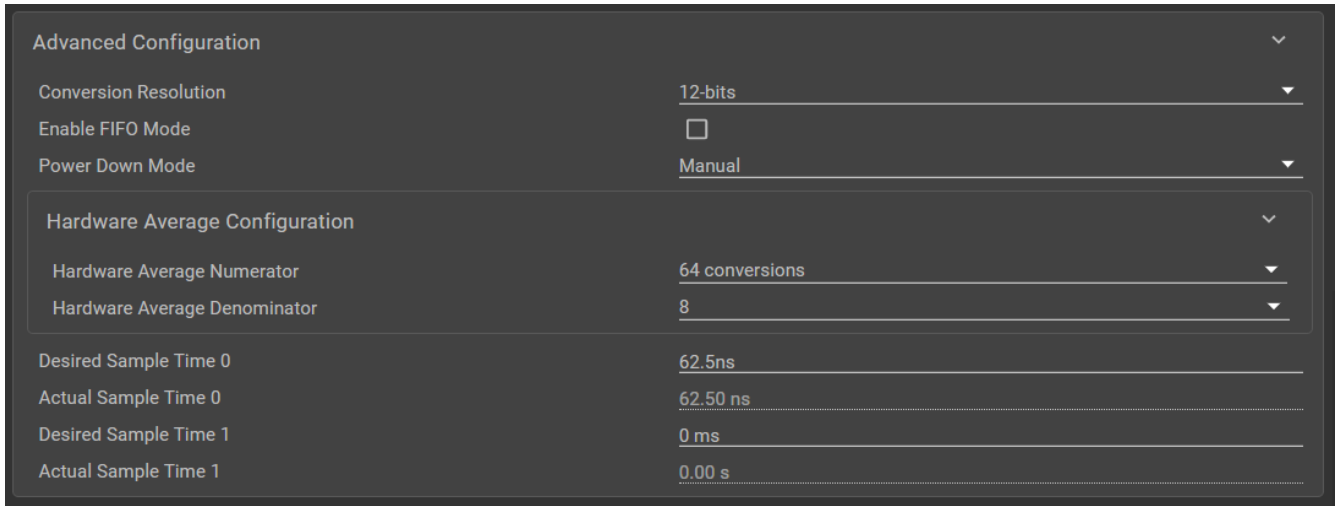 Advanced Configuration
Conversion Resolution 12-bits
Enable FIFO Mode
Power Down Mode Manual
Hardware Average Configuration
Hardware Average Numerator 64 conversions
Hardware Average Denominator 8
Desired Sample Time 0 62.5ns
Actual Sample Time 0 62.50 ns
Desired Sample Time 1 0 ms
Actual Sample Time 1 0.00 s